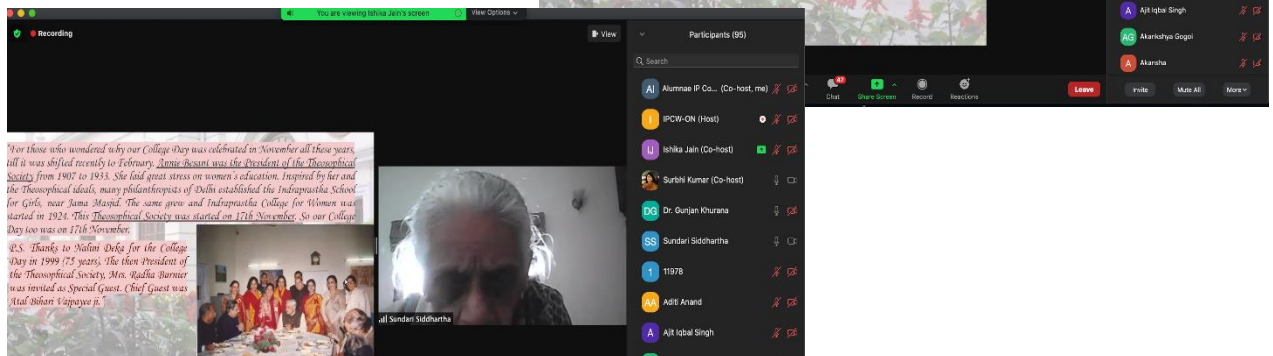 You are viewing Ishika Jain's screen
View Options
Recording
View
Participants (95)
Search
Alumnae IP Co... (Co-host, me)
IPCW-ON (Host)
Ishika Jain (Co-host)
Surbhi Kumar (Co-host)
Dr. Gunjan Khurana
Sundari Siddhartha
11978
Aditi Anand
Ajit Iqbal Singh
AI
I
IJ
DG
SS
1
AA
A
"For those who wondered why our College Day was celebrated in November all these years,
till it was shifted recently to February. Annie Besant was the President of the Theosophical
Society from 1907 to 1933. She laid great stress on women's education. Inspired by her and
the Theosophical ideals, many philanthropists of Delhi established the Indraprastha School
for Girls, near Jama Masjid. The same grew and Indraprastha College for Women was
started in 1924. This Theosophical Society was started on 17th November. So our College
Day too was on 17th November.
P.S. Thanks to Nalini Deka for the College
Day in 1999 (75 years). The then President of
the Theosophical Society, Mrs. Radha Burnier
was invited as Special Guest. Chief Guest was
Atal Bihari Vajpayee ji."
Sundari Siddhartha
A
Ajit Iqbal Singh
AG
Akankshya Gogoi
A
Akansha
47
Chat
Share Screen
Record
Reactions
Leave
Invite
Mute All
More